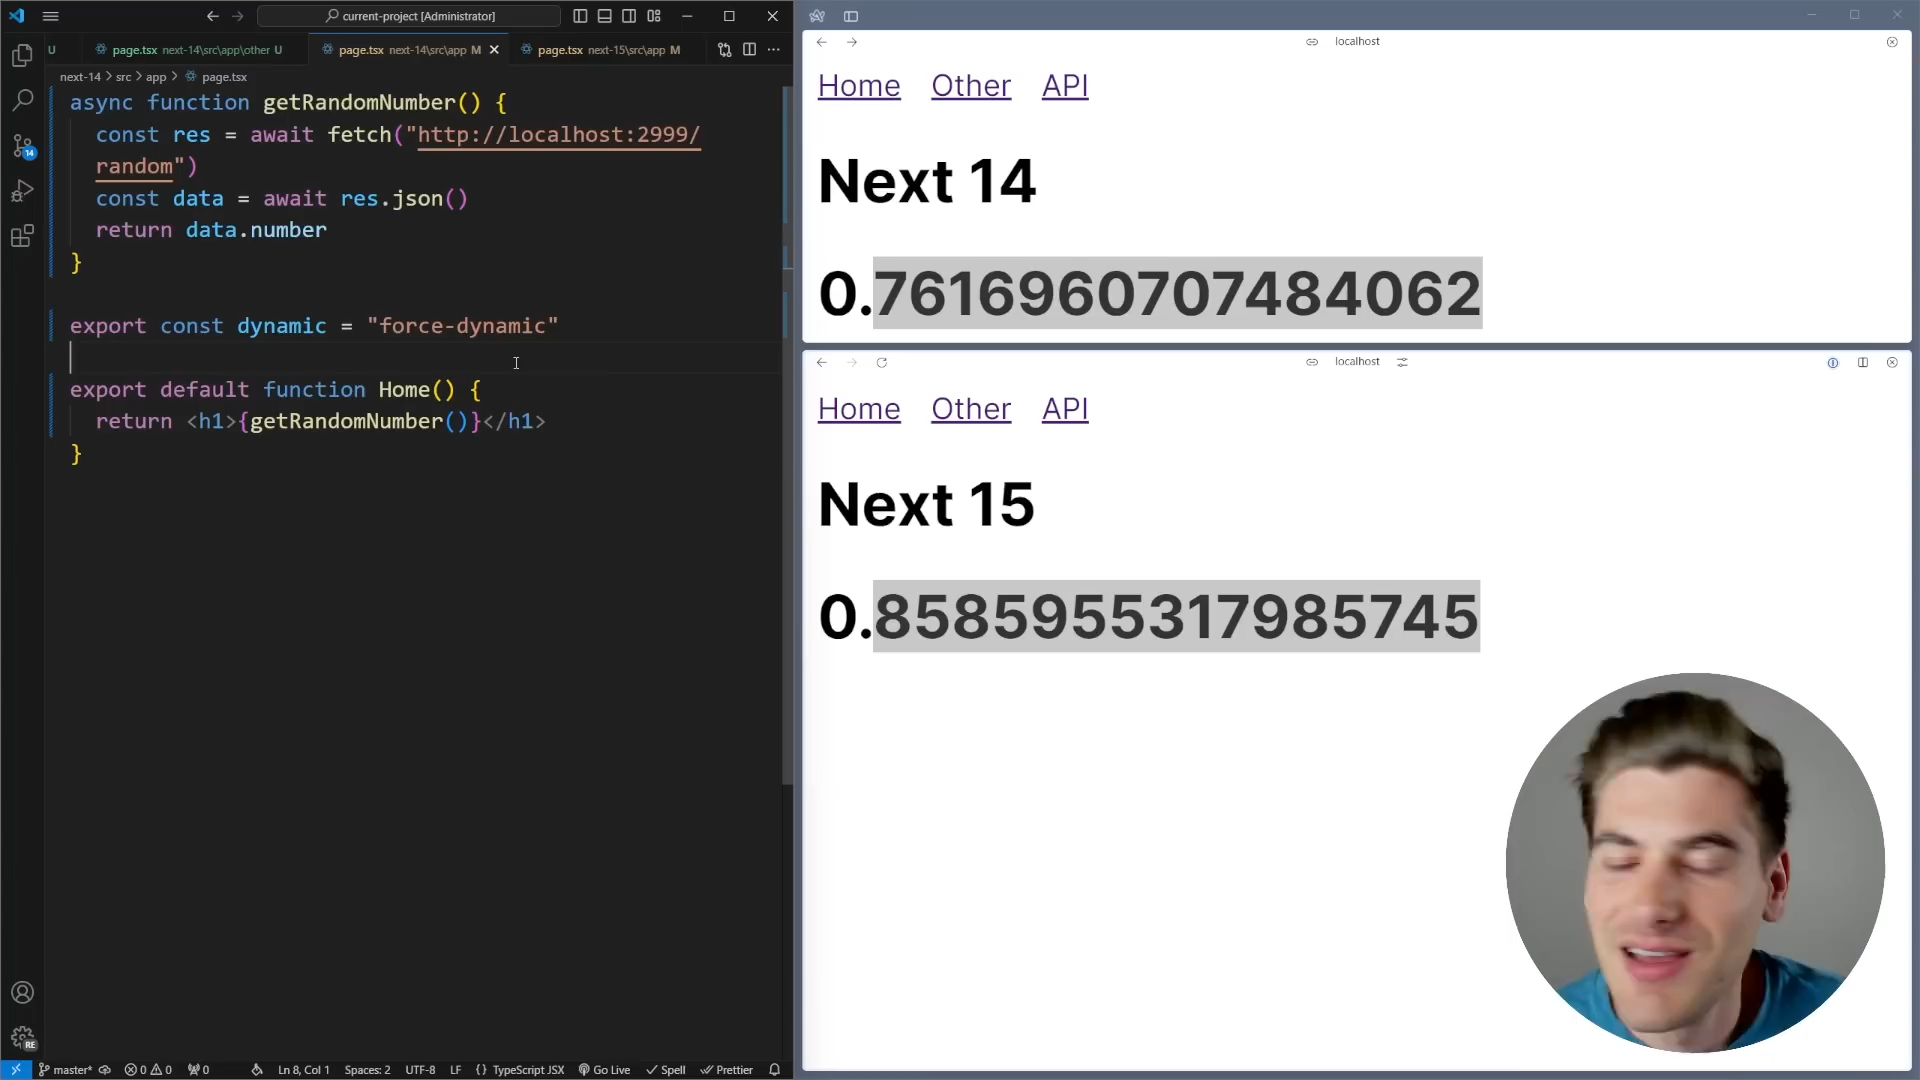 current-project [Administrator]
U
page.tsx next-14\src\app\other U
page.tsx next-14\src\app M
page.tsx next-15\src\app M
next-14 > src > app > page.tsx
async function getRandomNumber() {
const res = await fetch("http://localhost:2999/
random")
const data = await res.json()
return data.number
}
export const dynamic = "force-dynamic"
export default function Home() {
return <h1>{getRandomNumber()}</h1>
}
14
RE
master*
0
0
0
Ln 8, Col 1
Spaces: 2
UTF-8
LF
{} TypeScript JSX
Go Live
Spell
Prettier
localhost
Home Other API
Next 14
0.7616960707484062
localhost
Home Other API
Next 15
0.8585955317985745